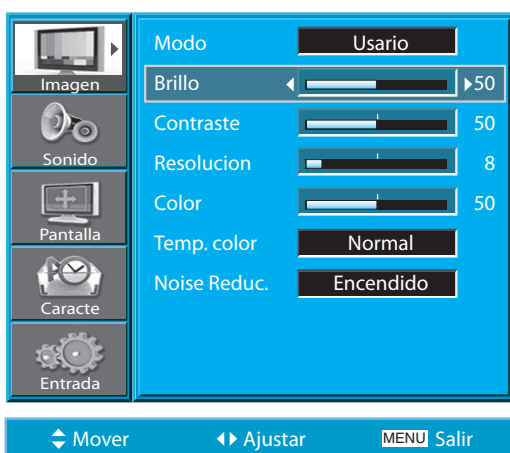 Imagen
Sonido
Pantalla
Caracte
Entrada
Modo Usario
Brillo 50
Contraste 50
Resolucion 8
Color 50
Temp. color Normal
Noise Reduc. Encendido
Mover Ajustar MENU Salir